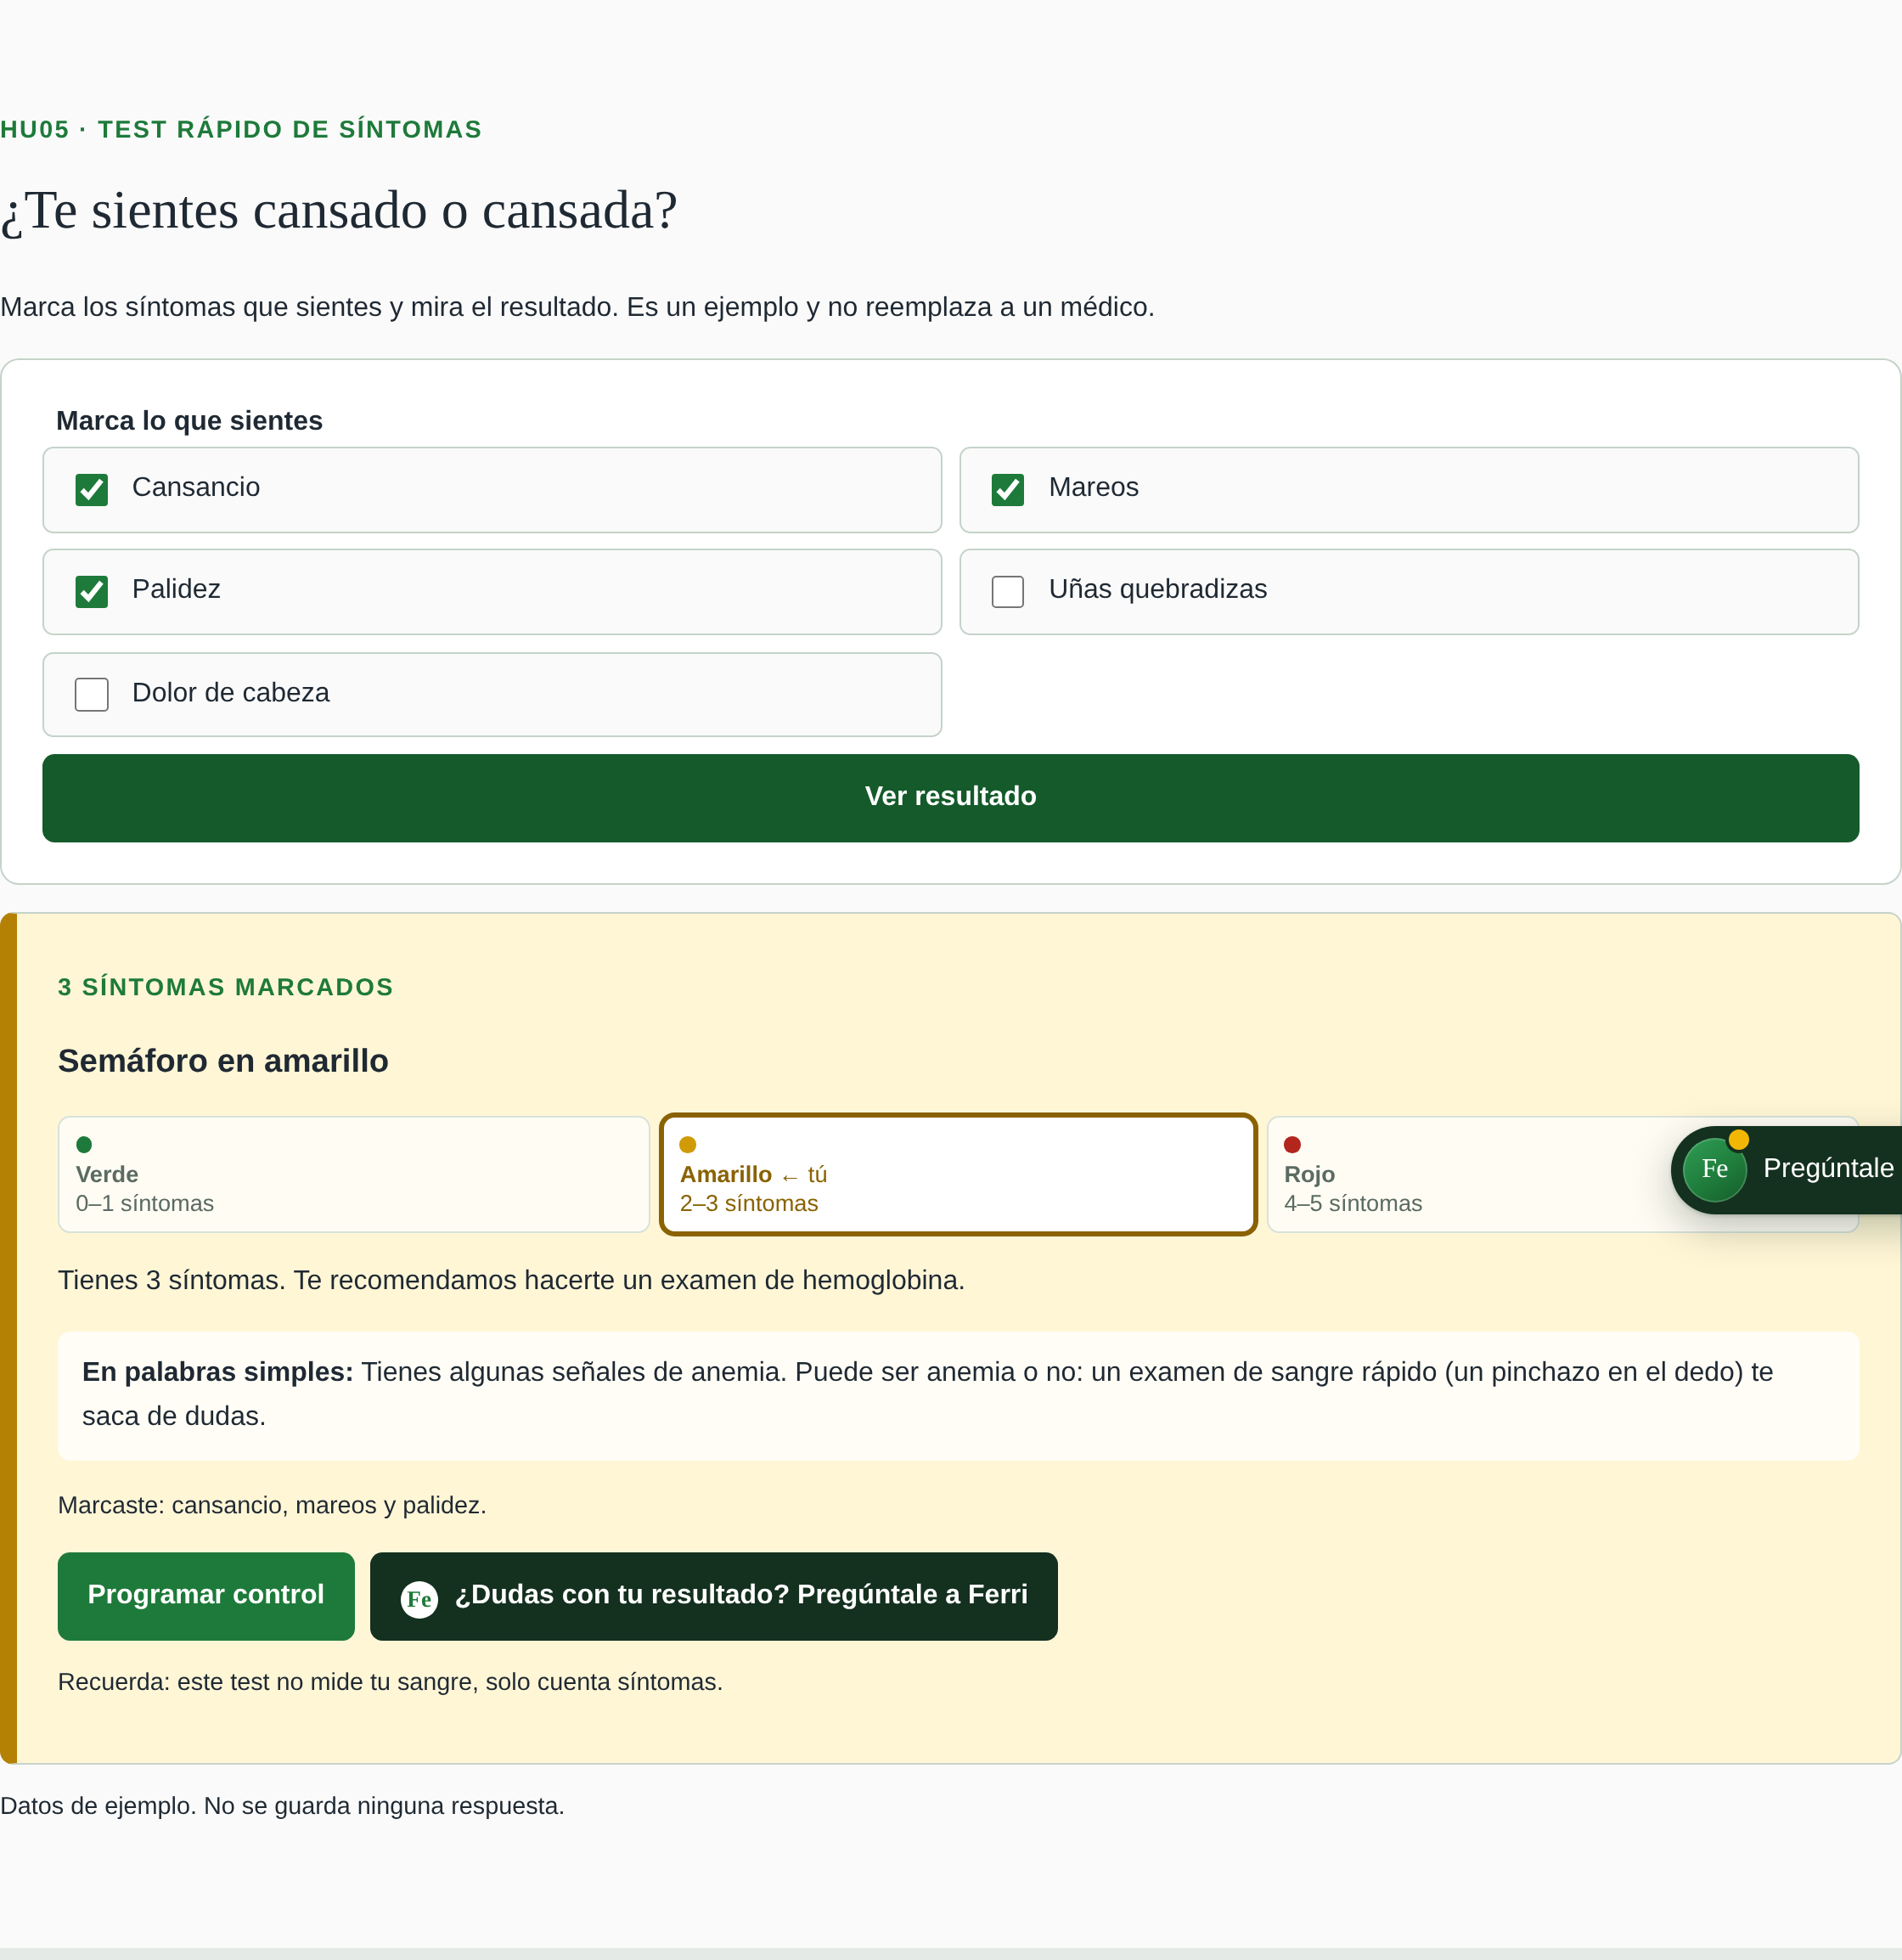 HU05 · TEST RÁPIDO DE SÍNTOMAS
¿Te sientes cansado o cansada?
Marca los síntomas que sientes y mira el resultado. Es un ejemplo y no reemplaza a un médico.
Marca lo que sientes
Cansancio
Mareos
Palidez
Uñas quebradizas
Dolor de cabeza
Ver resultado
3 SÍNTOMAS MARCADOS
Semáforo en amarillo
Verde
0–1 síntomas
Amarillo ← tú
2–3 síntomas
Rojo
4–5 síntomas
Fe Pregúntale
Tienes 3 síntomas. Te recomendamos hacerte un examen de hemoglobina.
En palabras simples: Tienes algunas señales de anemia. Puede ser anemia o no: un examen de sangre rápido (un pinchazo en el dedo) te
saca de dudas.
Marcaste: cansancio, mareos y palidez.
Programar control
Fe ¿Dudas con tu resultado? Pregúntale a Ferri
Recuerda: este test no mide tu sangre, solo cuenta síntomas.
Datos de ejemplo. No se guarda ninguna respuesta.